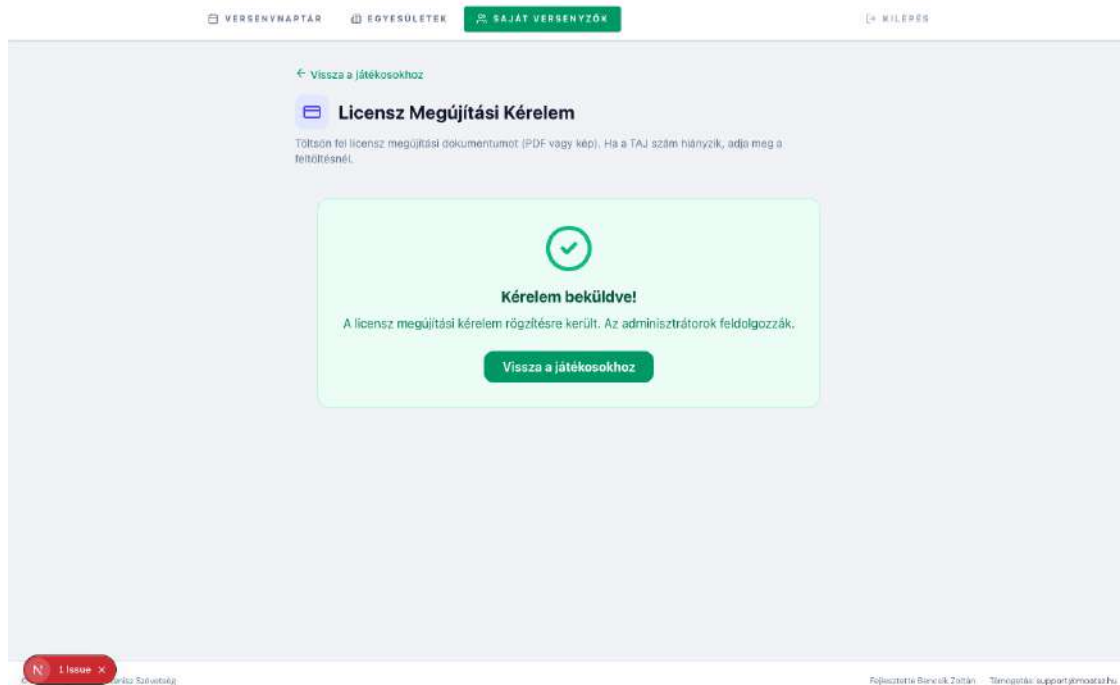 VERSENYNAPTÁR
EGYESÜLETEK
SAJÁT VERSENYZŐK
KILÉPÉS
← Vissza a játékosokhoz
Licensz Megújítási Kérelem
Töltsön fel licensz megújítási dokumentumot (PDF vagy kép). Ha a TAJ szám hiányzik, adja meg a
feltöltésnél.
Kérelem beküldve!
A licensz megújítási kérelem rögzítésre került. Az adminisztrátorok feldolgozzák.
Vissza a játékosokhoz
N 1 Issue ×
Szövetség
Fejlesztette Bencsik Zoltán · Támogatás: